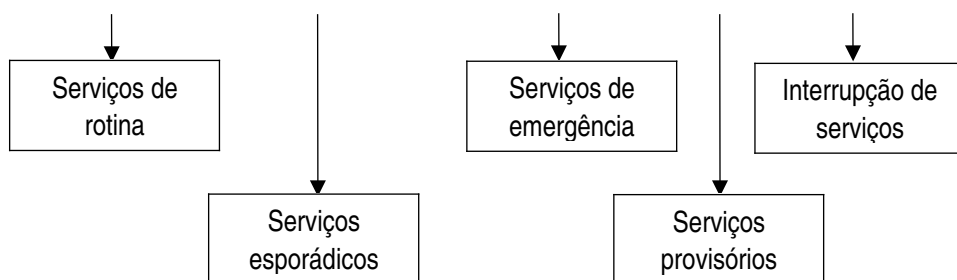 Serviços de
rotina
Serviços de
emergência
Interrupção de
serviços
Serviços
esporádicos
Serviços
provisórios